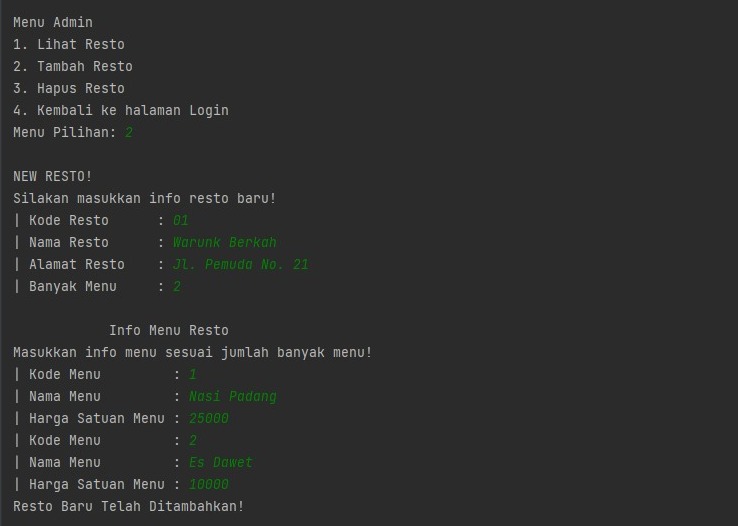 Menu Admin
1. Lihat Resto
2. Tambah Resto
3. Hapus Resto
4. Kembali ke halaman Login
Menu Pilihan: 2
NEW RESTO!
Silakan masukkan info resto baru!
| Kode Resto      : 01
| Nama Resto      : Warunk Berkah
| Alamat Resto    : Jl. Pemuda No. 21
| Banyak Menu     : 2
Info Menu Resto
Masukkan info menu sesuai jumlah banyak menu!
| Kode Menu         : 1
| Nama Menu         : Nasi Padang
| Harga Satuan Menu : 25000
| Kode Menu         : 2
| Nama Menu         : Es Dawet
| Harga Satuan Menu : 10000
Resto Baru Telah Ditambahkan!